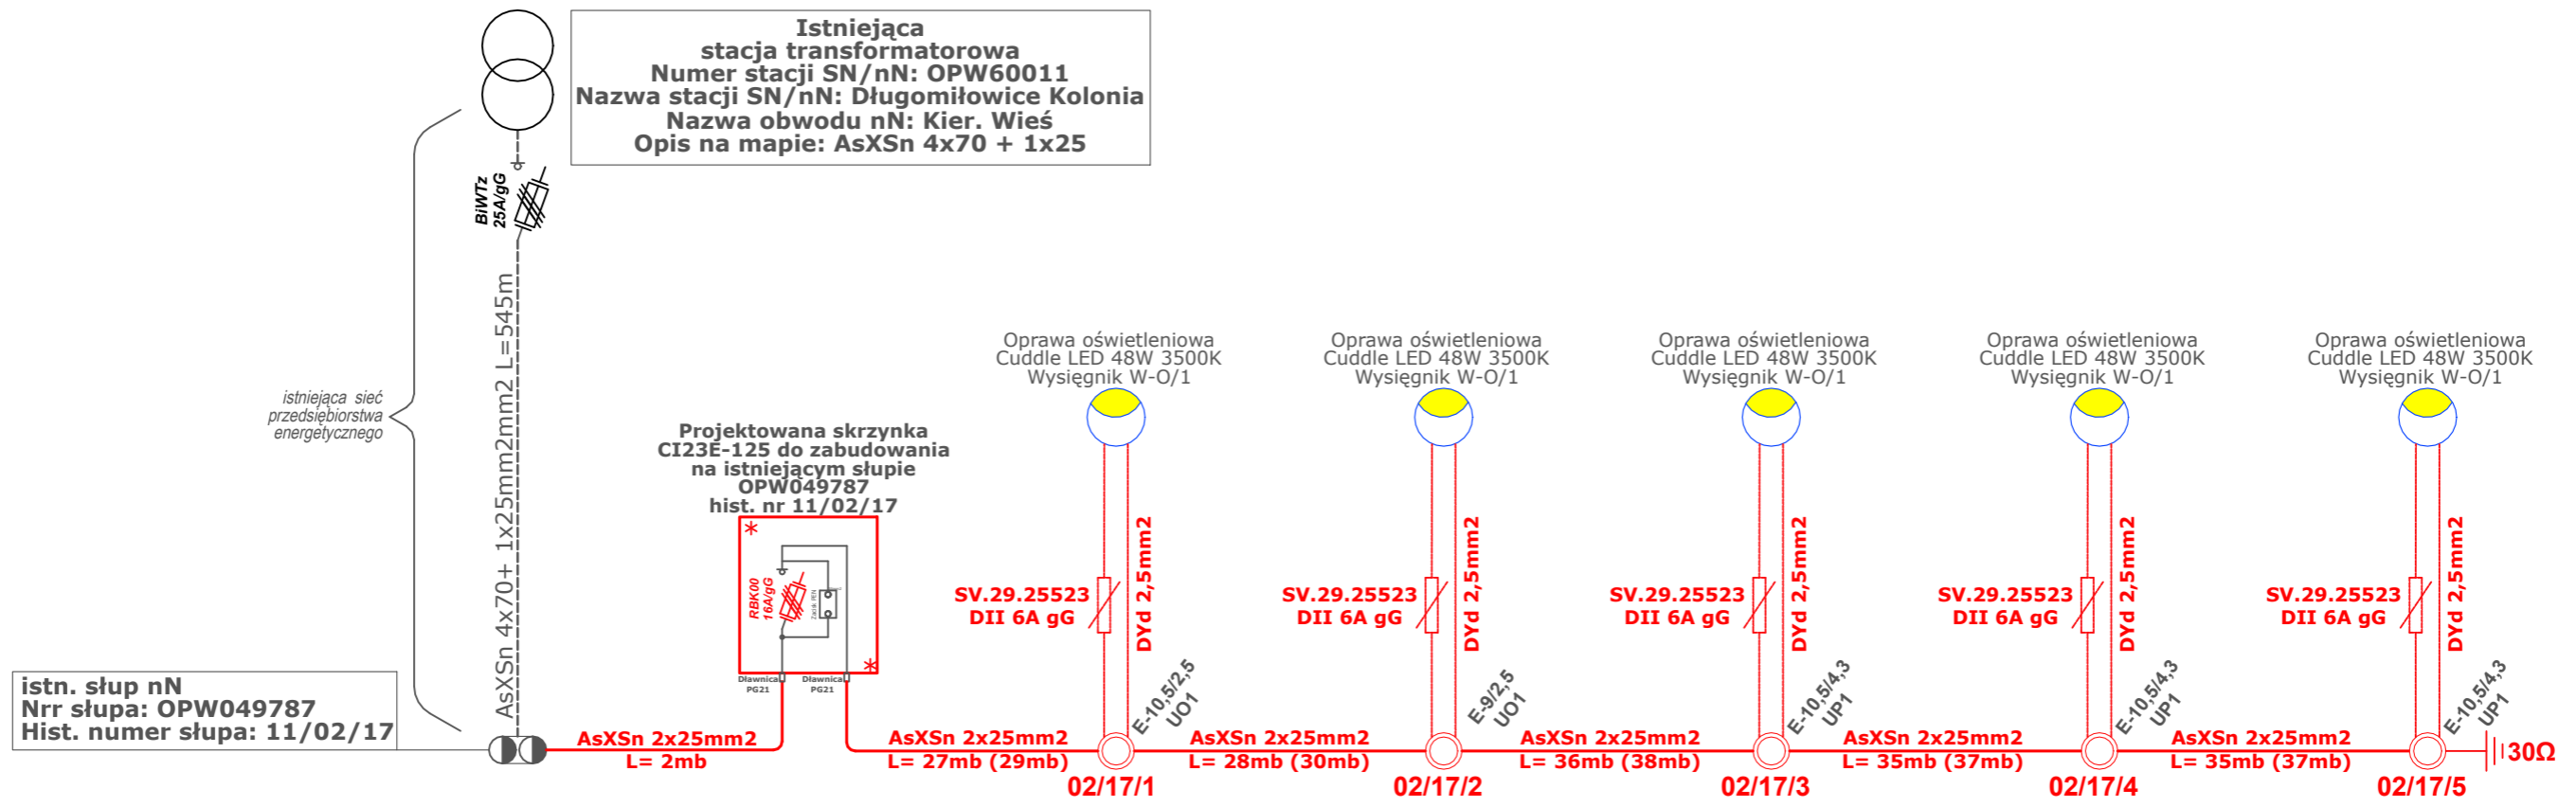 Istniejąca
stacja transformatorowa
Numer stacji SN/nN: OPW60011
Nazwa stacji SN/nN: Długomiłowice Kolonia
Nazwa obwodu nN: Kier. Wieś
Opis na mapie: AsXSn 4x70 + 1x25
BiWTz
25A/gG
AsXSn 4x70+ 1x25mm2mm2 L=545m
istniejąca sieć
przedsiębiorstwa
energetycznego
istn. słup nN
Nrr słupa: OPW049787
Hist. numer słupa: 11/02/17
Projektowana skrzynka
CI23E-125 do zabudowania
na istniejącym słupie
OPW049787
hist. nr 11/02/17
*
RBK00
16A/gG
Zacisk PEN
*
Dławnica
PG21
Dławnica
PG21
AsXSn 2x25mm2
L= 2mb
AsXSn 2x25mm2
L= 27mb (29mb)
Oprawa oświetleniowa
Cuddle LED 48W 3500K
Wysięgnik W-O/1
SV.29.25523
DII 6A gG
DYd 2,5mm2
E-10,5/2,5
UO1
02/17/1
AsXSn 2x25mm2
L= 28mb (30mb)
Oprawa oświetleniowa
Cuddle LED 48W 3500K
Wysięgnik W-O/1
SV.29.25523
DII 6A gG
DYd 2,5mm2
E-9/2,5
UO1
02/17/2
AsXSn 2x25mm2
L= 36mb (38mb)
Oprawa oświetleniowa
Cuddle LED 48W 3500K
Wysięgnik W-O/1
SV.29.25523
DII 6A gG
DYd 2,5mm2
E-10,5/4,3
UP1
02/17/3
AsXSn 2x25mm2
L= 35mb (37mb)
Oprawa oświetleniowa
Cuddle LED 48W 3500K
Wysięgnik W-O/1
SV.29.25523
DII 6A gG
DYd 2,5mm2
E-10,5/4,3
UP1
02/17/4
AsXSn 2x25mm2
L= 35mb (37mb)
Oprawa oświetleniowa
Cuddle LED 48W 3500K
Wysięgnik W-O/1
SV.29.25523
DII 6A gG
DYd 2,5mm2
E-10,5/4,3
UP1
02/17/5
30Ω